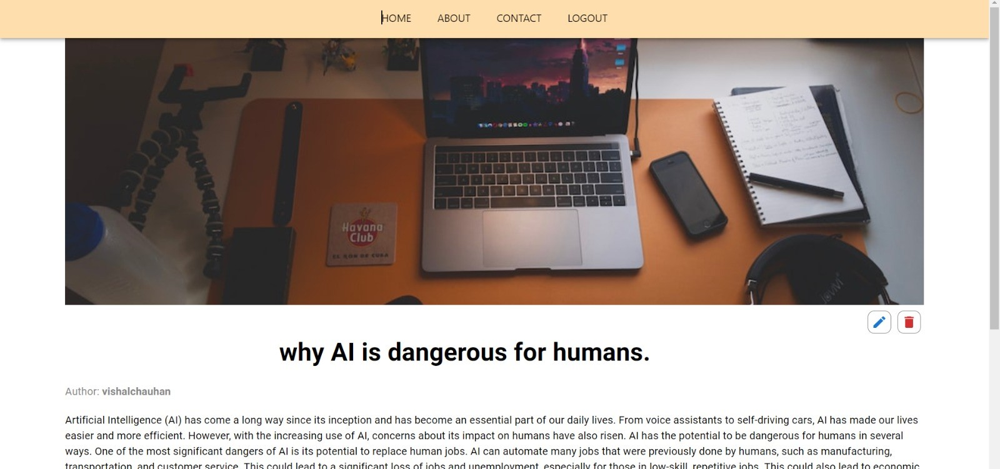 HOME ABOUT CONTACT LOGOUT
Havana
Club
EL RON DE CUBA
why AI is dangerous for humans.
Author: vishalchauhan
Artificial Intelligence (AI) has come a long way since its inception and has become an essential part of our daily lives. From voice assistants to self-driving cars, AI has made our lives
easier and more efficient. However, with the increasing use of AI, concerns about its impact on humans have also risen. AI has the potential to be dangerous for humans in several
ways. One of the most significant dangers of AI is its potential to replace human jobs. AI can automate many jobs that were previously done by humans, such as manufacturing,
transportation, and customer service. This could lead to a significant loss of jobs and unemployment, especially for those in low-skill, repetitive jobs. This could also lead to economic